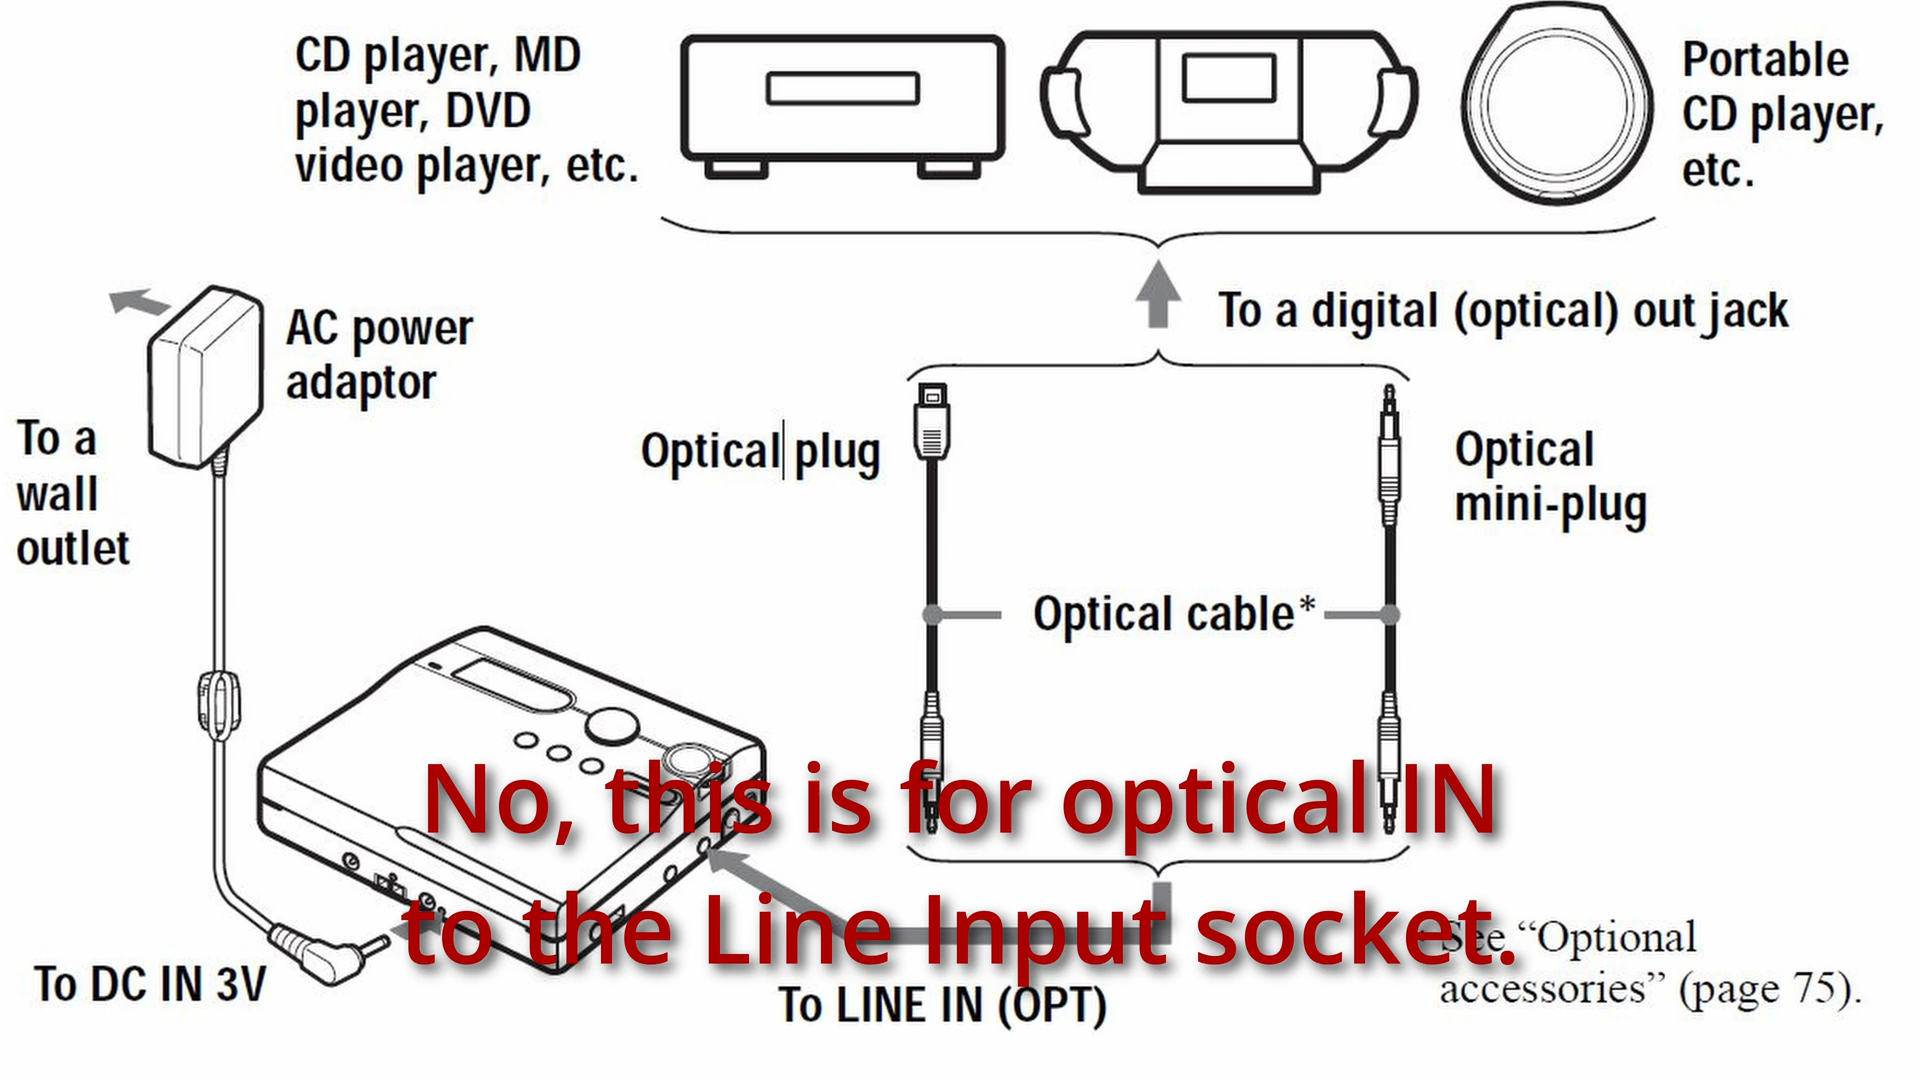 CD player, MD
player, DVD
video player, etc.
Portable
CD player,
etc.
To a digital (optical) out jack
AC power
adaptor
To a
wall
outlet
Optical plug
Optical
mini-plug
Optical cable*
No, this is for optical IN
to the Line Input socket.
See “Optional
accessories” (page 75).
To DC IN 3V
To LINE IN (OPT)